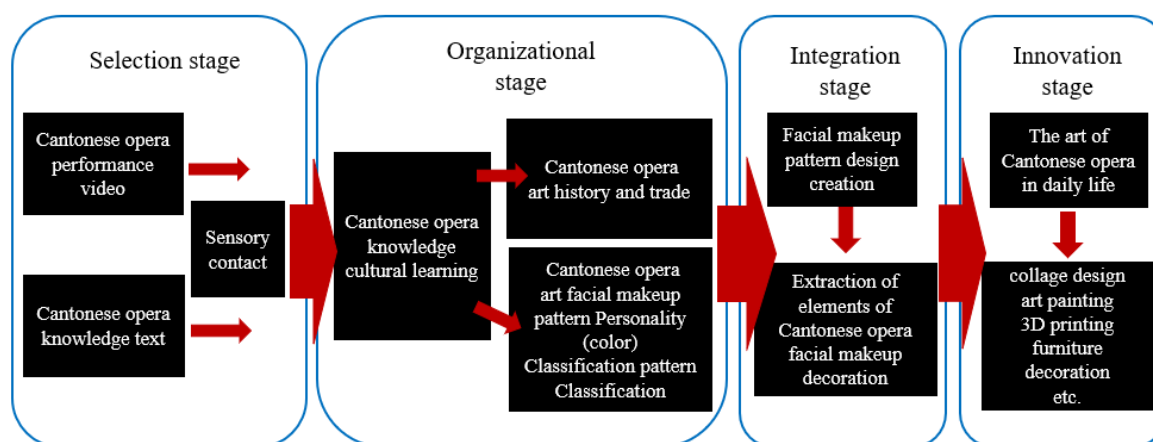 Selection stage
Cantonese opera
performance
video
Sensory
contact
Cantonese opera
knowledge text
Organizational
stage
Cantonese opera
knowledge
cultural learning
Cantonese opera
art history and trade
Cantonese opera
art facial makeup
pattern Personality
(color)
Classification pattern
Classification
Integration
stage
Facial makeup
pattern design
creation
Extraction of
elements of
Cantonese opera
facial makeup
decoration
Innovation
stage
The art of
Cantonese opera
in daily life
collage design
art painting
3D printing
furniture
decoration
etc.